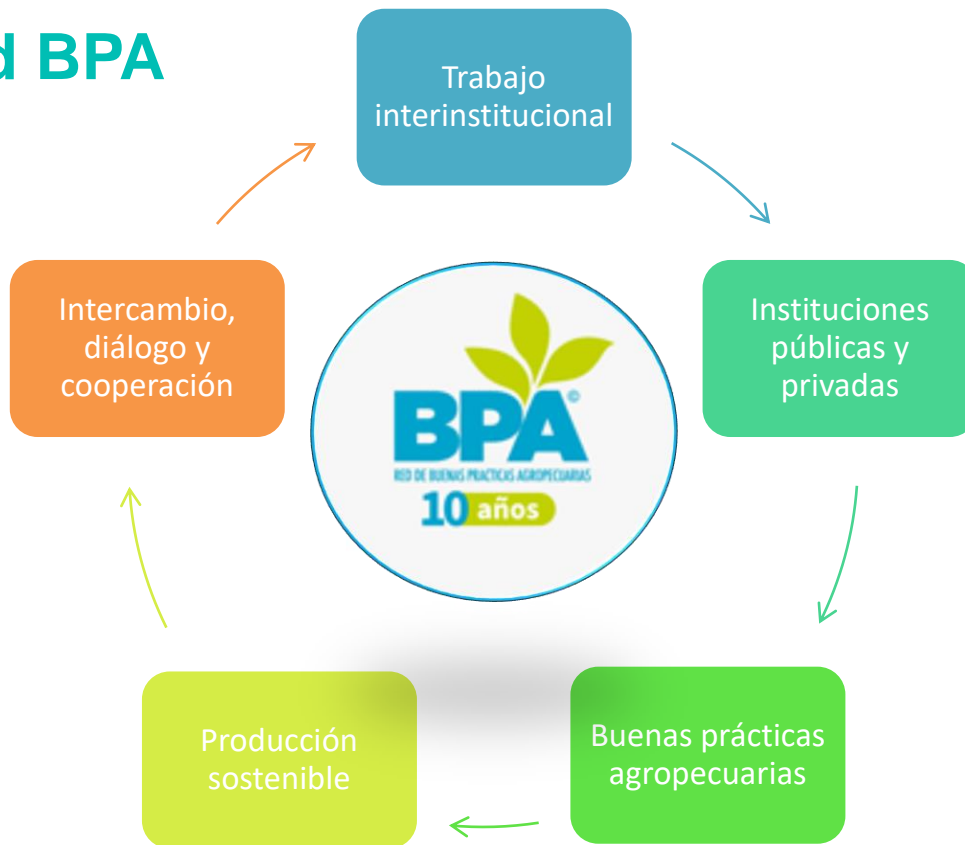 d BPA
Trabajo
interinstitucional
Instituciones
públicas y
privadas
Buenas prácticas
agropecuarias
Producción
sostenible
Intercambio,
diálogo y
cooperación
BPA©
RED DE BUENAS PRACTICAS AGROPECUARIAS
10 años